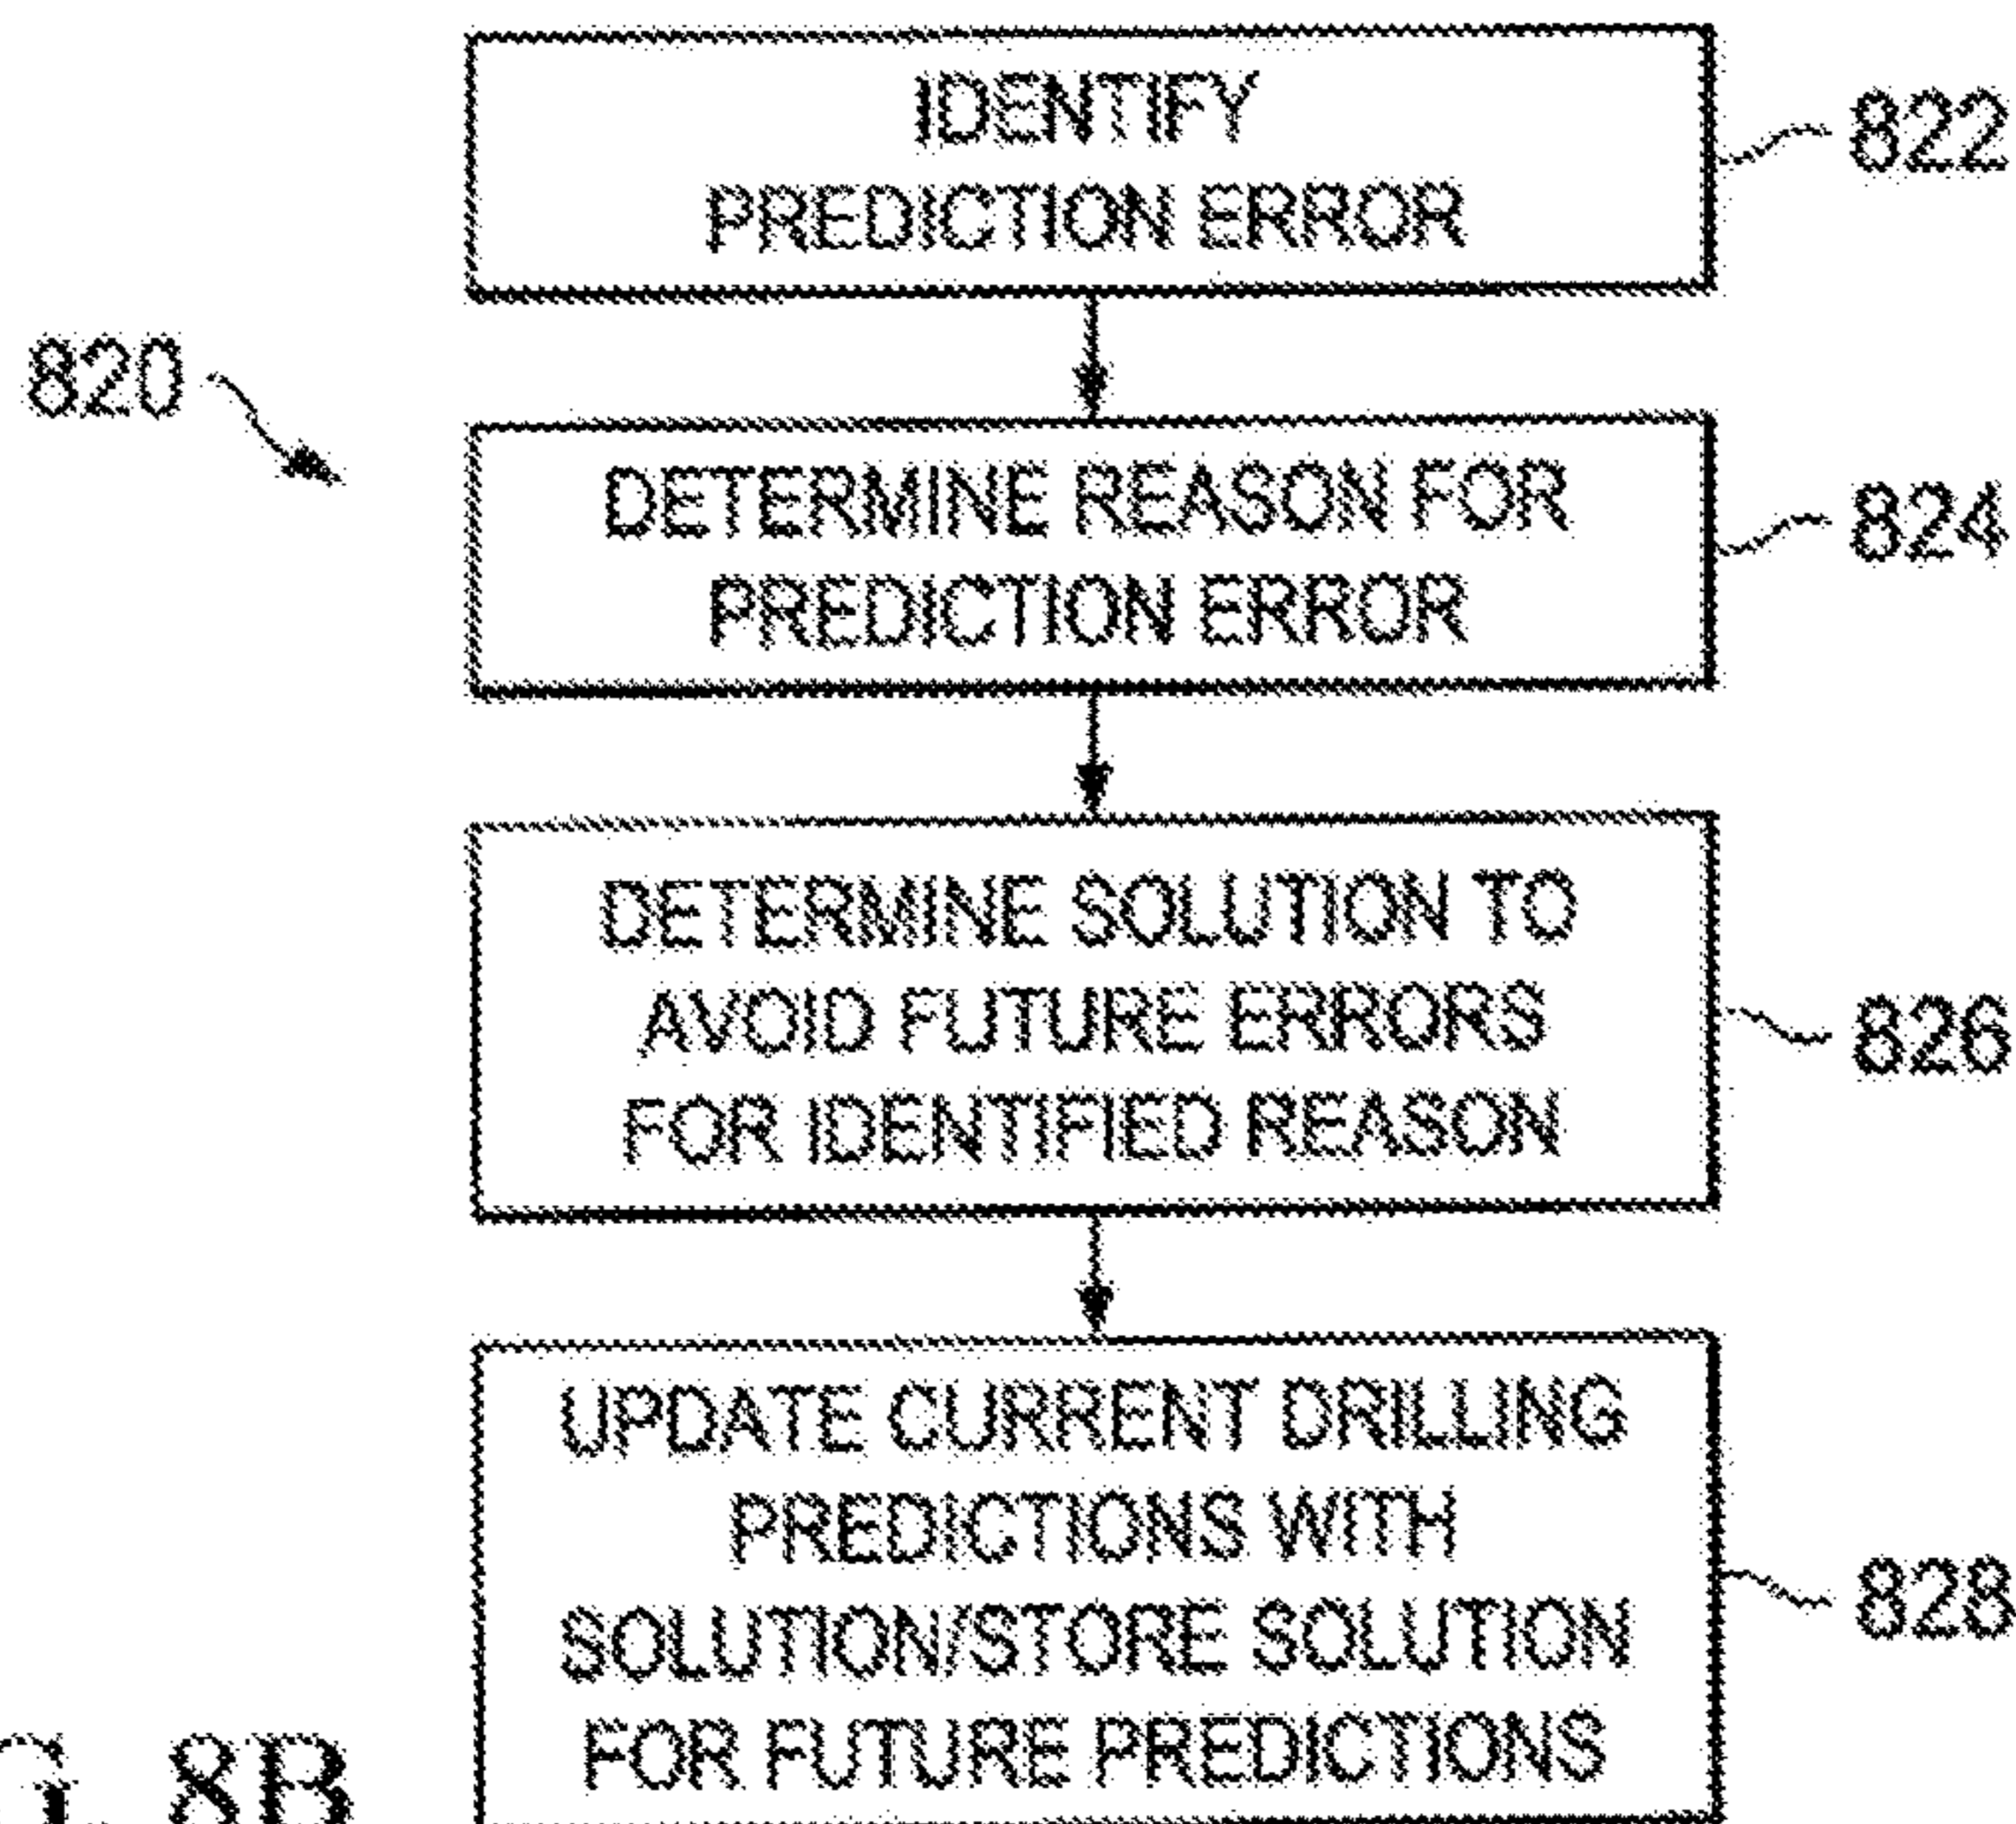 IDENTIFY
PREDICTION ERROR
822
820
DETERMINE REASON FOR
PREDICTION ERROR
824
DETERMINE SOLUTION TO
AVOID FUTURE ERRORS
FOR IDENTIFIED REASON
826
UPDATE CURRENT DRILLING
PREDICTIONS WITH
SOLUTION/STORE SOLUTION
FOR FUTURE PREDICTIONS
828
G. 8B